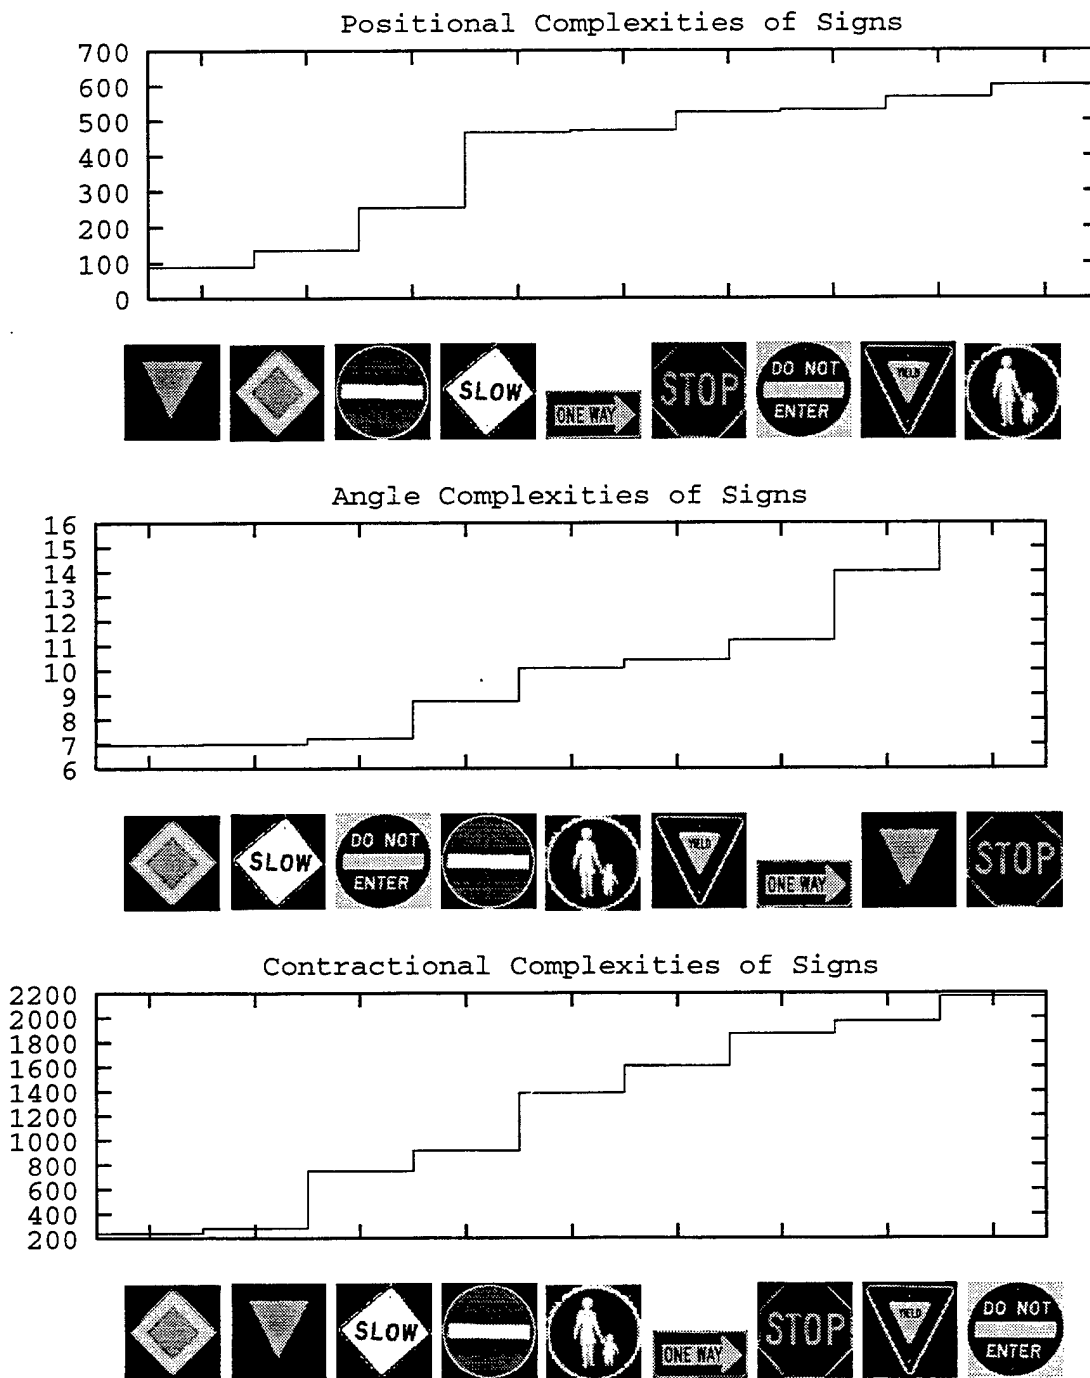 Positional Complexities of Signs
700
600
500
400
300
200
100
0
SLOW
ONE WAY
STOP
DO NOT
ENTER
YIELD
Angle Complexities of Signs
16
15
14
13
12
11
10
9
8
7
6
SLOW
DO NOT
ENTER
YIELD
ONE WAY
STOP
Contractional Complexities of Signs
2200
2000
1800
1600
1400
1200
1000
800
600
400
200
SLOW
ONE WAY
STOP
YIELD
DO NOT
ENTER